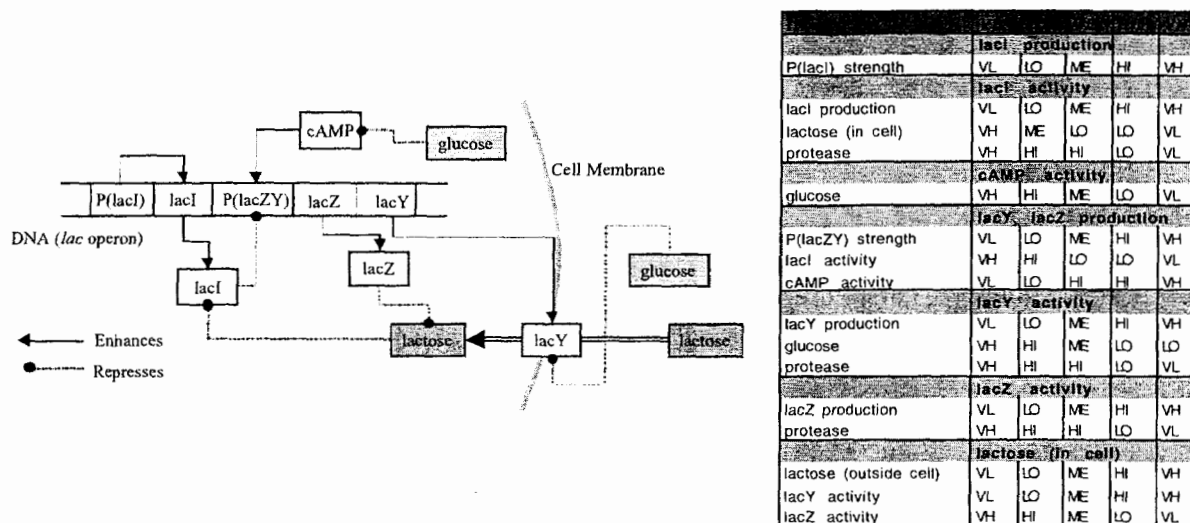 cAMP
glucose
Cell Membrane
P(lacI) lacI P(lacZY) lacZ lacY
DNA (lac operon)
lacZ
glucose
lacI
Enhances
lactose
lacY
lactose
Represses
lacI production
P(lacI) strength VL LO ME HI VH
lacI activity
lacI production VL LO ME HI VH
lactose (in cell) VH ME LO LO VL
protease VH HI HI LO VL
cAMP activity
glucose VH HI ME LO VL
lacY, lacZ production
P(lacZY) strength VL LO ME HI VH
lacI activity VH HI LO LO VL
cAMP activity VL LO HI HI VH
lacY activity
lacY production VL LO ME HI VH
glucose VH HI ME LO LO
protease VH HI HI LO VL
lacZ activity
lacZ production VL LO ME HI VH
protease VH HI HI LO VL
lactose (in cell)
lactose (outside cell) VL LO ME HI VH
lacY activity VL LO ME HI VH
lacZ activity VH HI ME LO VL